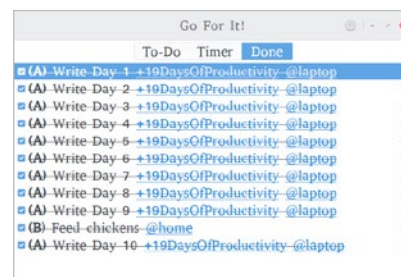 Go For It!
To-Do Timer Done
(A) Write Day 1 +19DaysOfProductivity @laptop
(A) Write Day 2 +19DaysOfProductivity @laptop
(A) Write Day 3 +19DaysOfProductivity @laptop
(A) Write Day 4 +19DaysOfProductivity @laptop
(A) Write Day 5 +19DaysOfProductivity @laptop
(A) Write Day 6 +19DaysOfProductivity @laptop
(A) Write Day 7 +19DaysOfProductivity @laptop
(A) Write Day 8 +19DaysOfProductivity @laptop
(A) Write Day 9 +19DaysOfProductivity @laptop
(B) Feed chickens @home
(A) Write Day 10 +19DaysOfProductivity @laptop